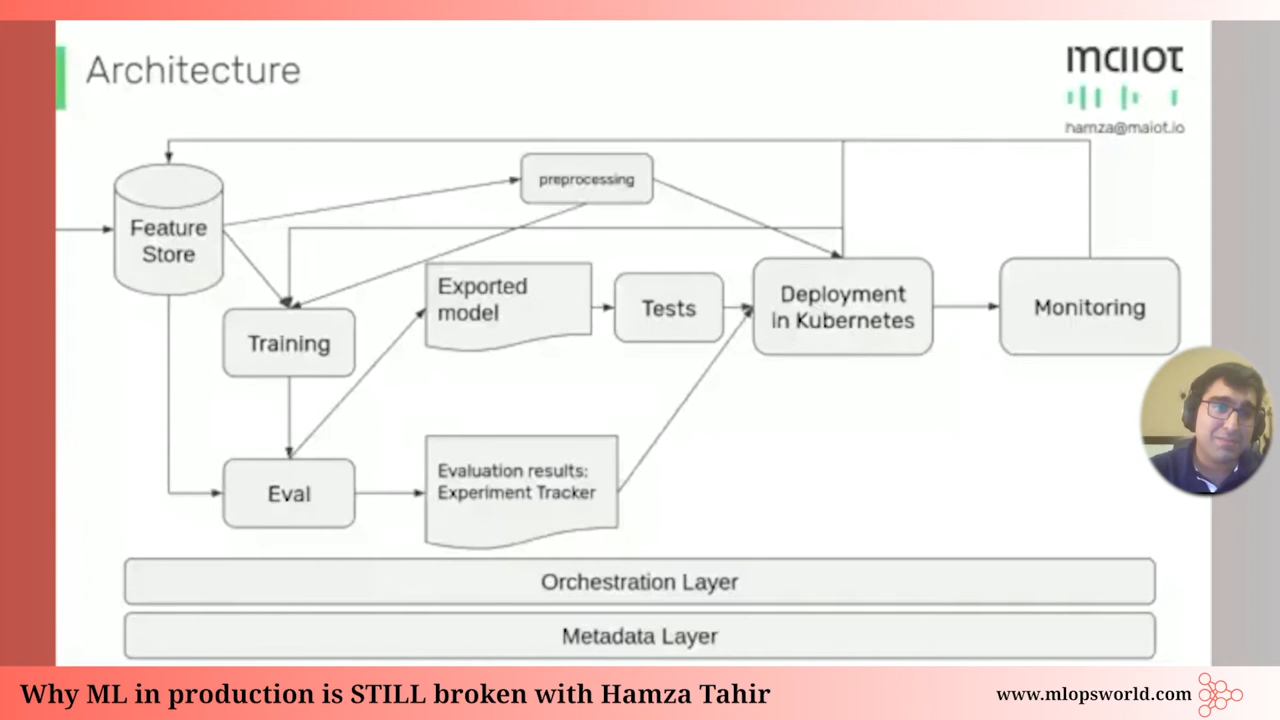 Architecture
maiot
hamza@maiot.io
preprocessing
Feature
Store
Exported
model
Tests
Deployment
in Kubernetes
Monitoring
Training
Eval
Evaluation results:
Experiment Tracker
Orchestration Layer
Metadata Layer
Why ML in production is STILL broken with Hamza Tahir
www.mlopsworld.com